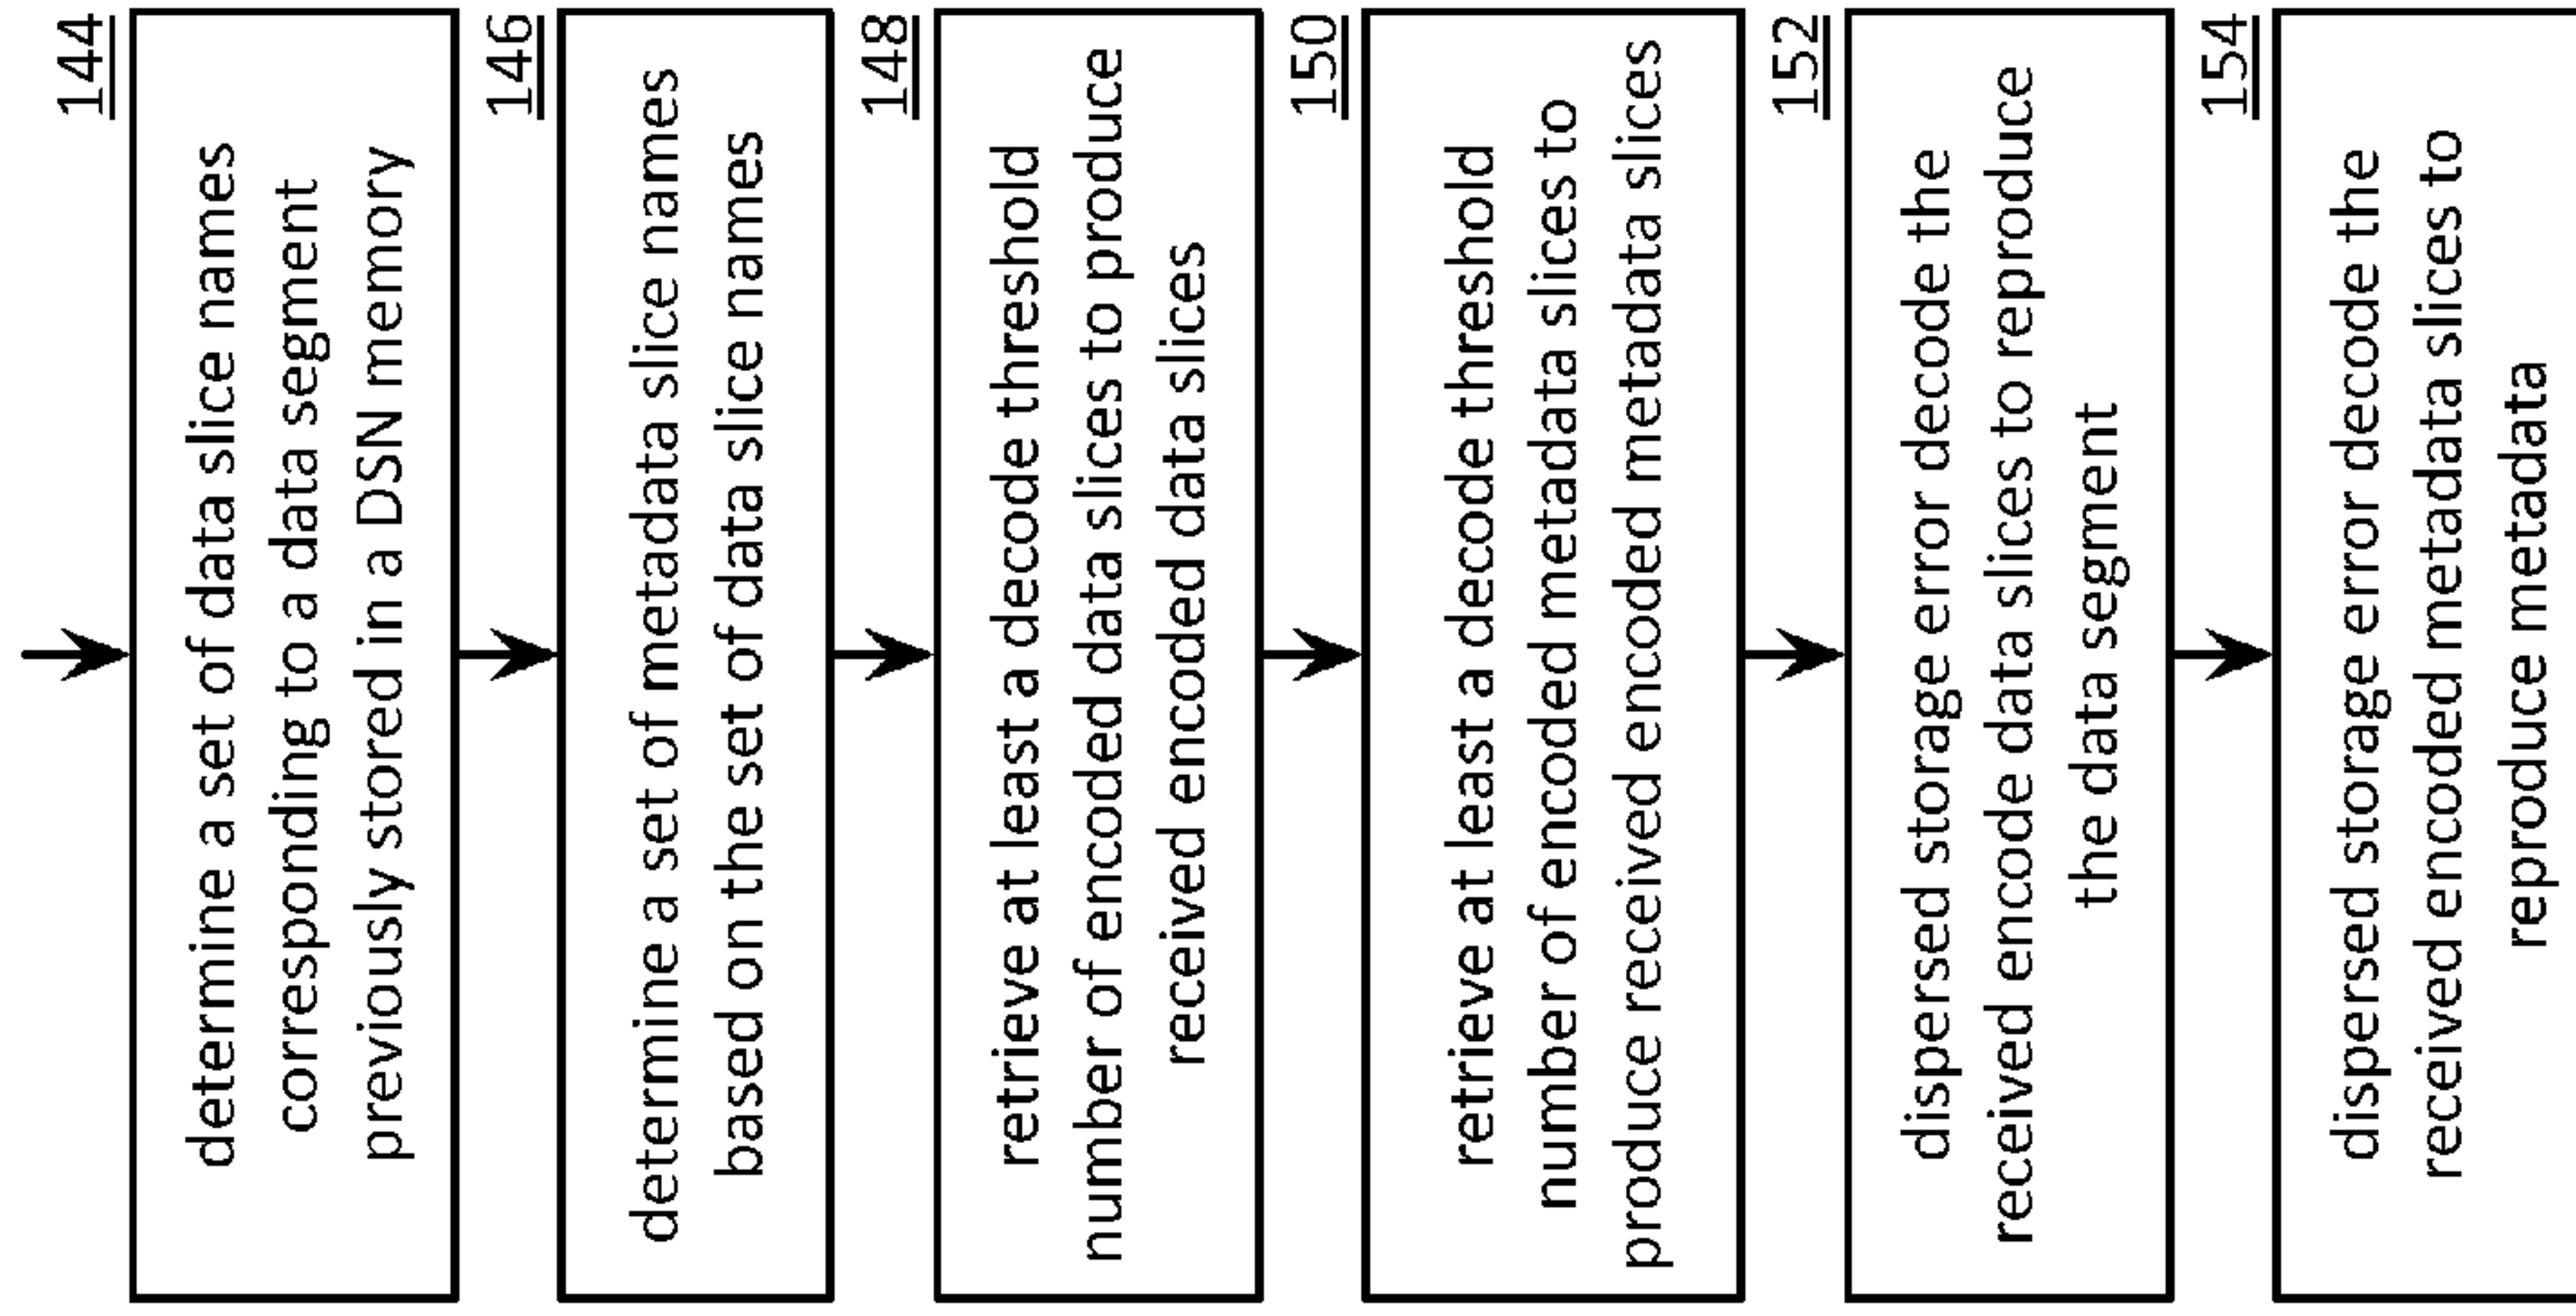 144
determine a set of data slice names
corresponding to a data segment
previously stored in a DSN memory
146
determine a set of metadata slice names
based on the set of data slice names
148
retrieve at least a decode threshold
number of encoded data slices to produce
received encoded data slices
150
retrieve at least a decode threshold
number of encoded metadata slices to
produce received encoded metadata slices
152
dispersed storage error decode the
received encode data slices to reproduce
the data segment
154
dispersed storage error decode the
received encoded metadata slices to
reproduce metadata